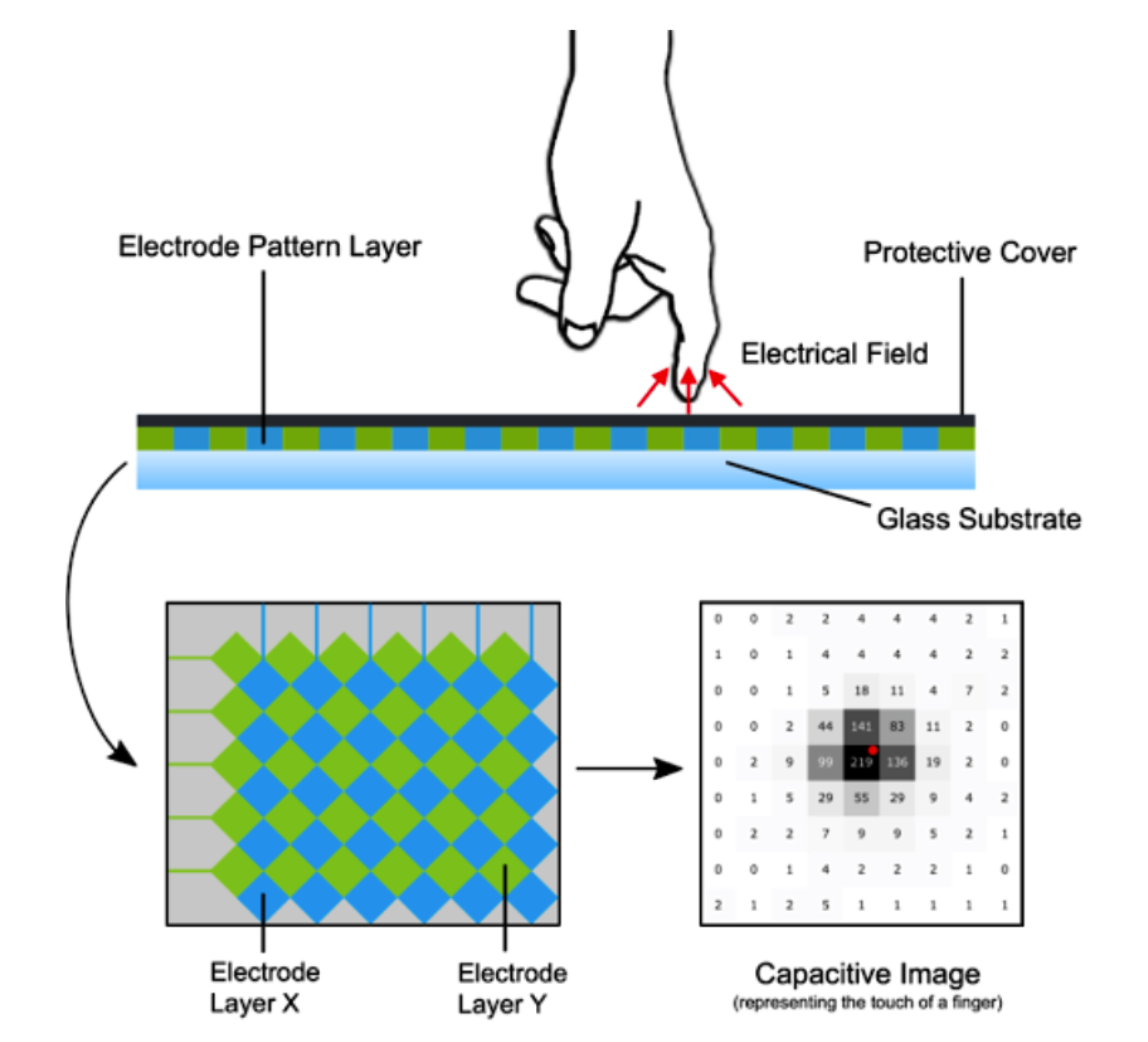 Electrode Pattern Layer
Protective Cover
Electrical Field
Glass Substrate
0 0 2 2 4 4 4 2 1
1 0 1 4 4 4 4 2 2
0 0 1 5 18 11 4 7 2
0 0 2 44 141 83 11 2 0
0 2 9 99 219 136 19 2 0
0 1 5 29 55 29 9 4 2
0 2 2 7 9 9 5 2 1
0 0 1 4 2 2 2 1 0
2 1 2 5 1 1 1 1 1
Electrode
Layer X
Electrode
Layer Y
Capacitive Image
(representing the touch of a finger)